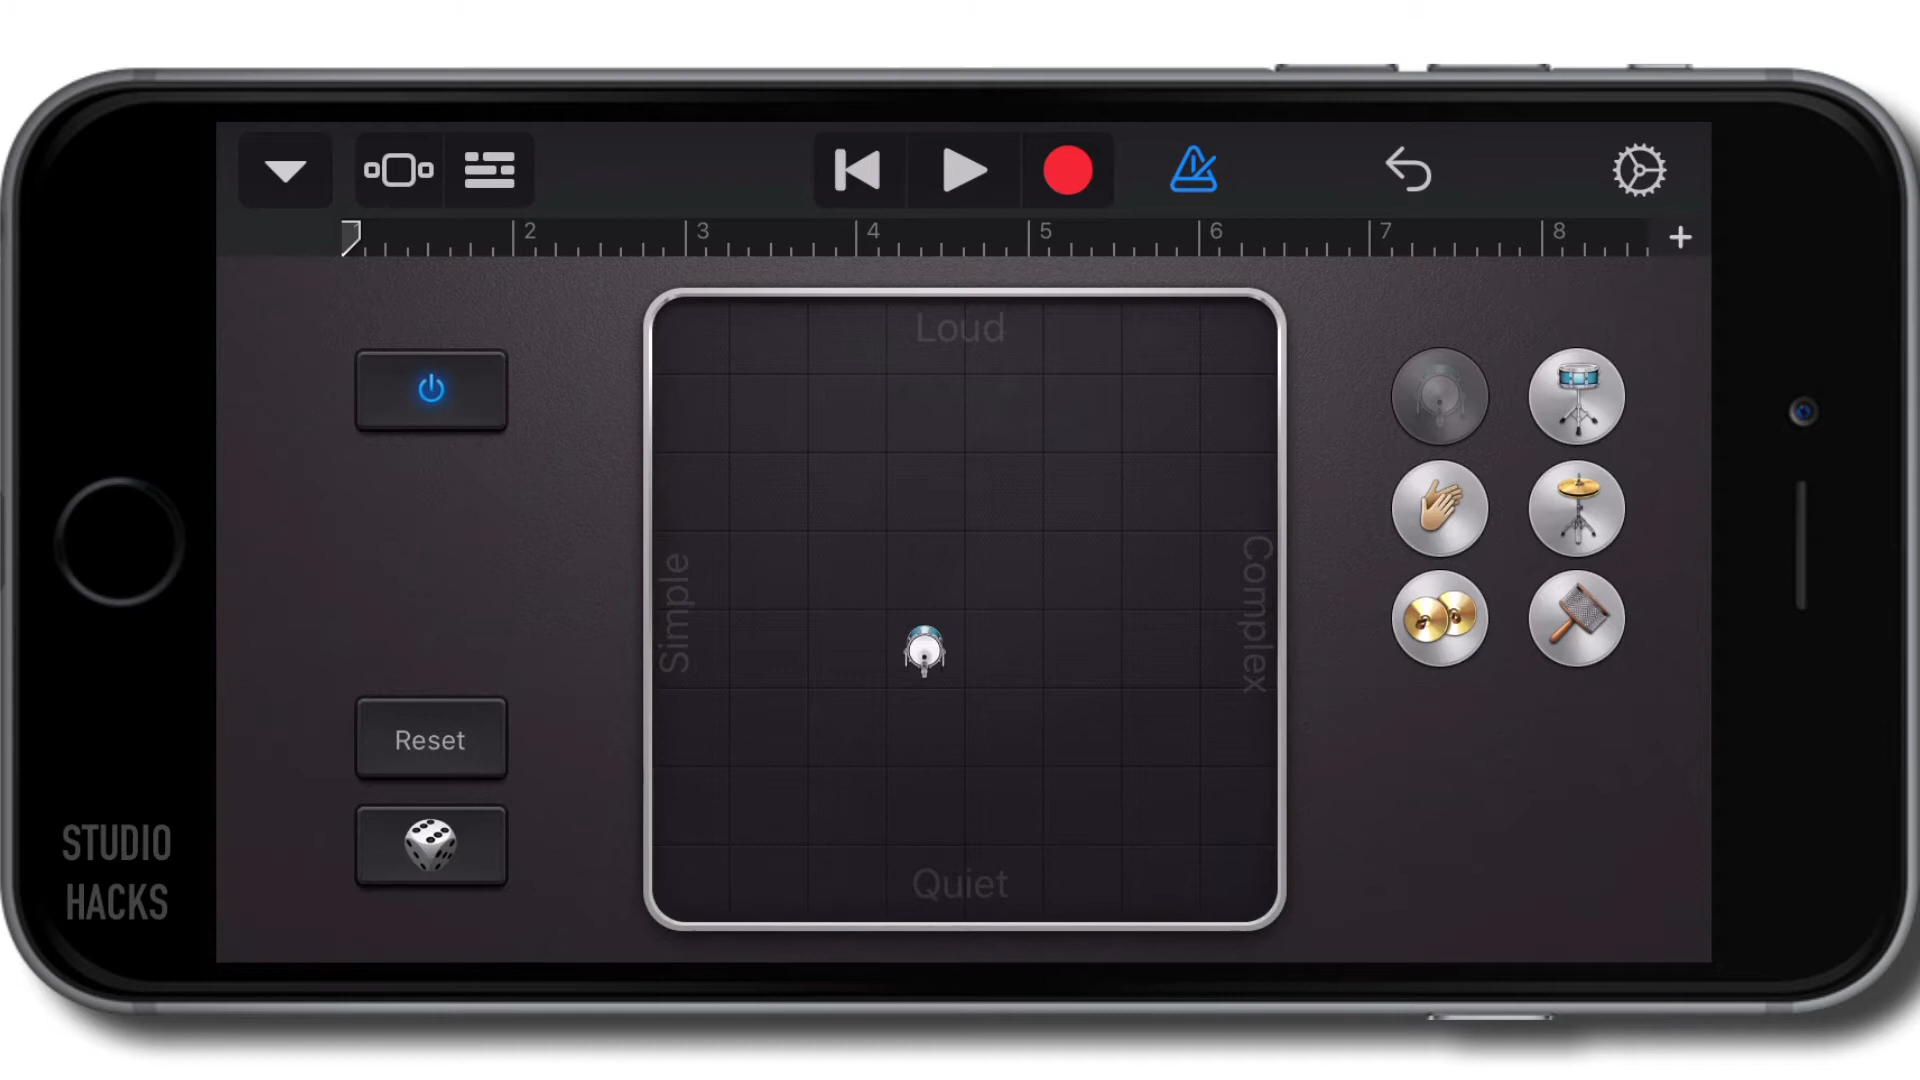 2 3 4 5 6 7 8 +
Loud
Simple
Complex
Reset
Quiet
STUDIO
HACKS